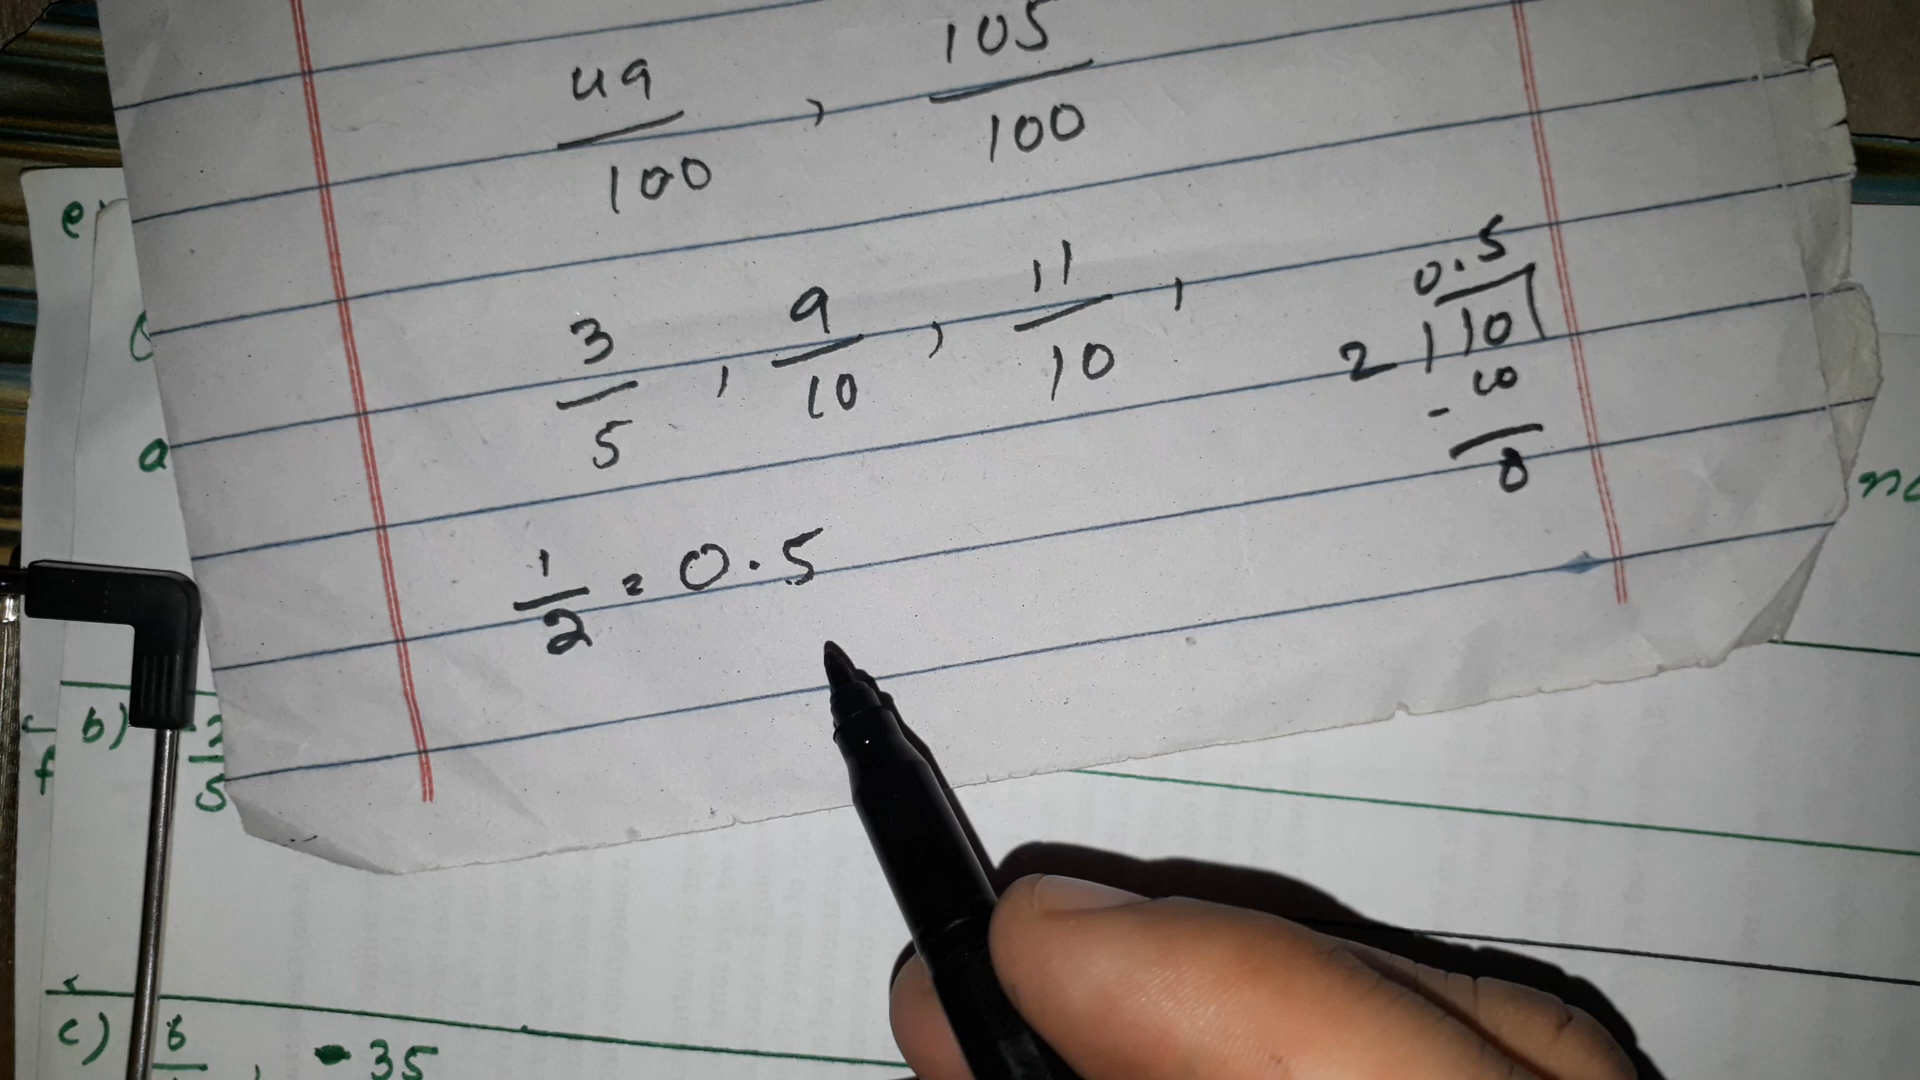 49/100 , 105/100
3/5 , 9/10 , 11/10 ,
0.5
2 | 10
- 10
0
1/2 = 0.5
e
a
b)
c) 6 , -35